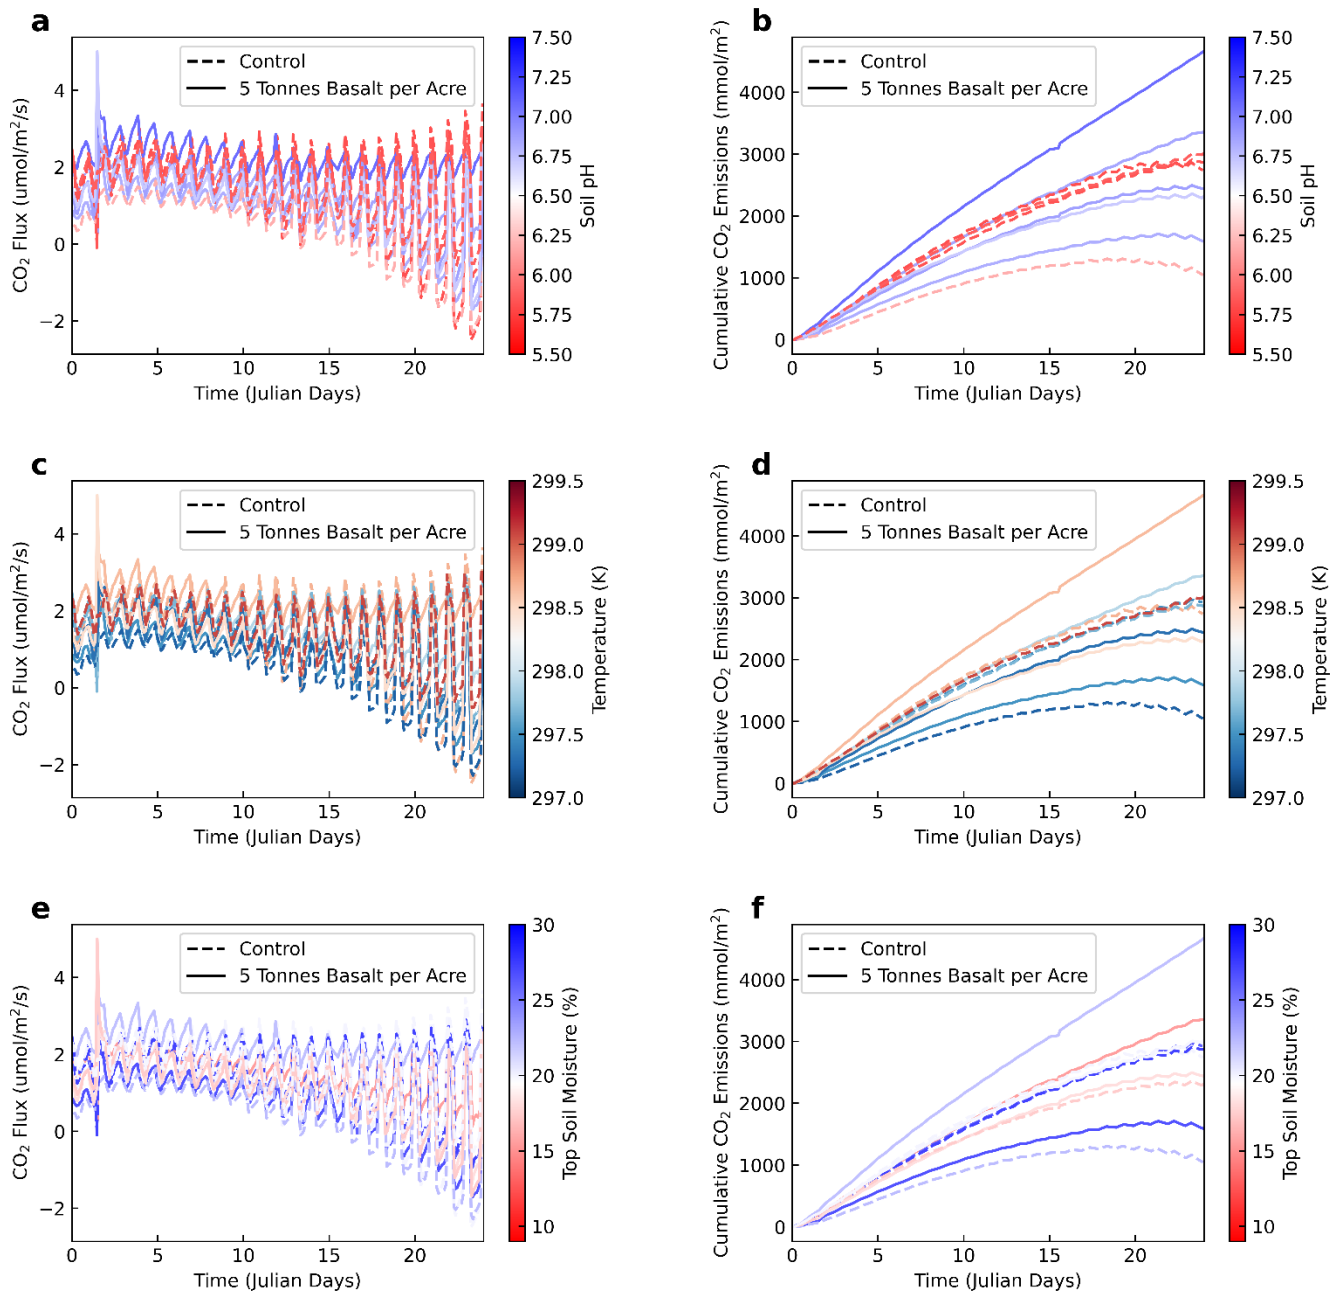 a
CO₂ Flux (umol/m²/s)
4
2
0
−2
Control
5 Tonnes Basalt per Acre
0 5 10 15 20
Time (Julian Days)
7.50
7.25
7.00
6.75
6.50
6.25
6.00
5.75
5.50
Soil pH
b
Cumulative CO₂ Emissions (mmol/m²)
4000
3000
2000
1000
0
Control
5 Tonnes Basalt per Acre
0 5 10 15 20
Time (Julian Days)
7.50
7.25
7.00
6.75
6.50
6.25
6.00
5.75
5.50
Soil pH
c
CO₂ Flux (umol/m²/s)
4
2
0
−2
Control
5 Tonnes Basalt per Acre
0 5 10 15 20
Time (Julian Days)
299.5
299.0
298.5
298.0
297.5
297.0
Temperature (K)
d
Cumulative CO₂ Emissions (mmol/m²)
4000
3000
2000
1000
0
Control
5 Tonnes Basalt per Acre
0 5 10 15 20
Time (Julian Days)
299.5
299.0
298.5
298.0
297.5
297.0
Temperature (K)
e
CO₂ Flux (umol/m²/s)
4
2
0
−2
Control
5 Tonnes Basalt per Acre
0 5 10 15 20
Time (Julian Days)
30
25
20
15
10
Top Soil Moisture (%)
f
Cumulative CO₂ Emissions (mmol/m²)
4000
3000
2000
1000
0
Control
5 Tonnes Basalt per Acre
0 5 10 15 20
Time (Julian Days)
30
25
20
15
10
Top Soil Moisture (%)